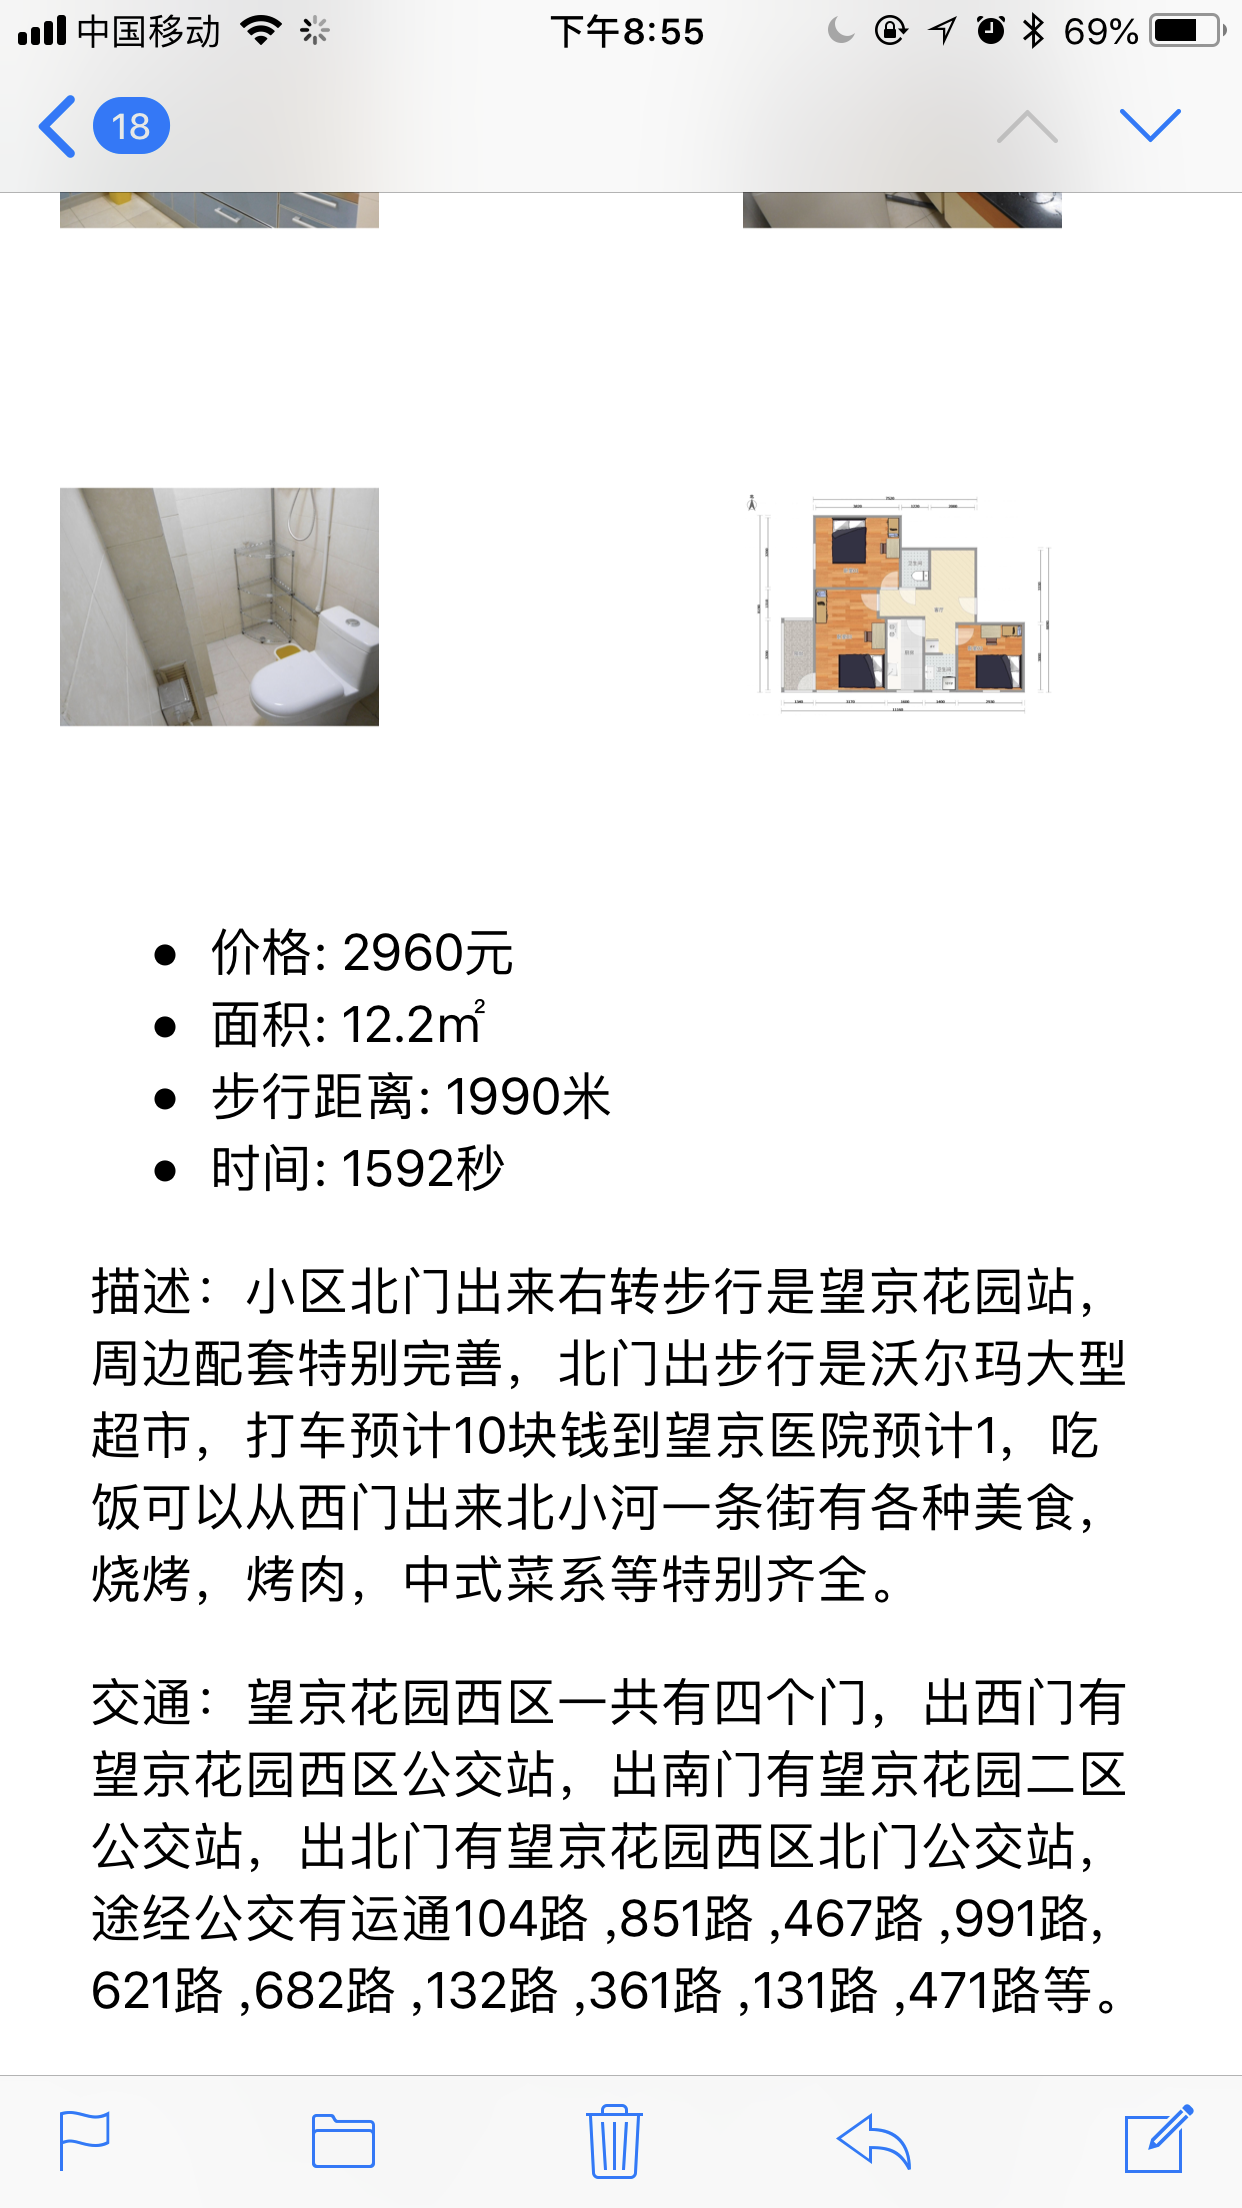 中国移动
下午8:55
69%
18
价格: 2960元
面积: 12.2㎡
步行距离: 1990米
时间: 1592秒
描述：小区北门出来右转步行是望京花园站，
周边配套特别完善，北门出步行是沃尔玛大型
超市，打车预计10块钱到望京医院预计1，吃
饭可以从西门出来北小河一条街有各种美食，
烧烤，烤肉，中式菜系等特别齐全。
交通：望京花园西区一共有四个门，出西门有
望京花园西区公交站，出南门有望京花园二区
公交站，出北门有望京花园西区北门公交站，
途经公交有运通104路 ,851路 ,467路 ,991路,
621路 ,682路 ,132路 ,361路 ,131路 ,471路等。